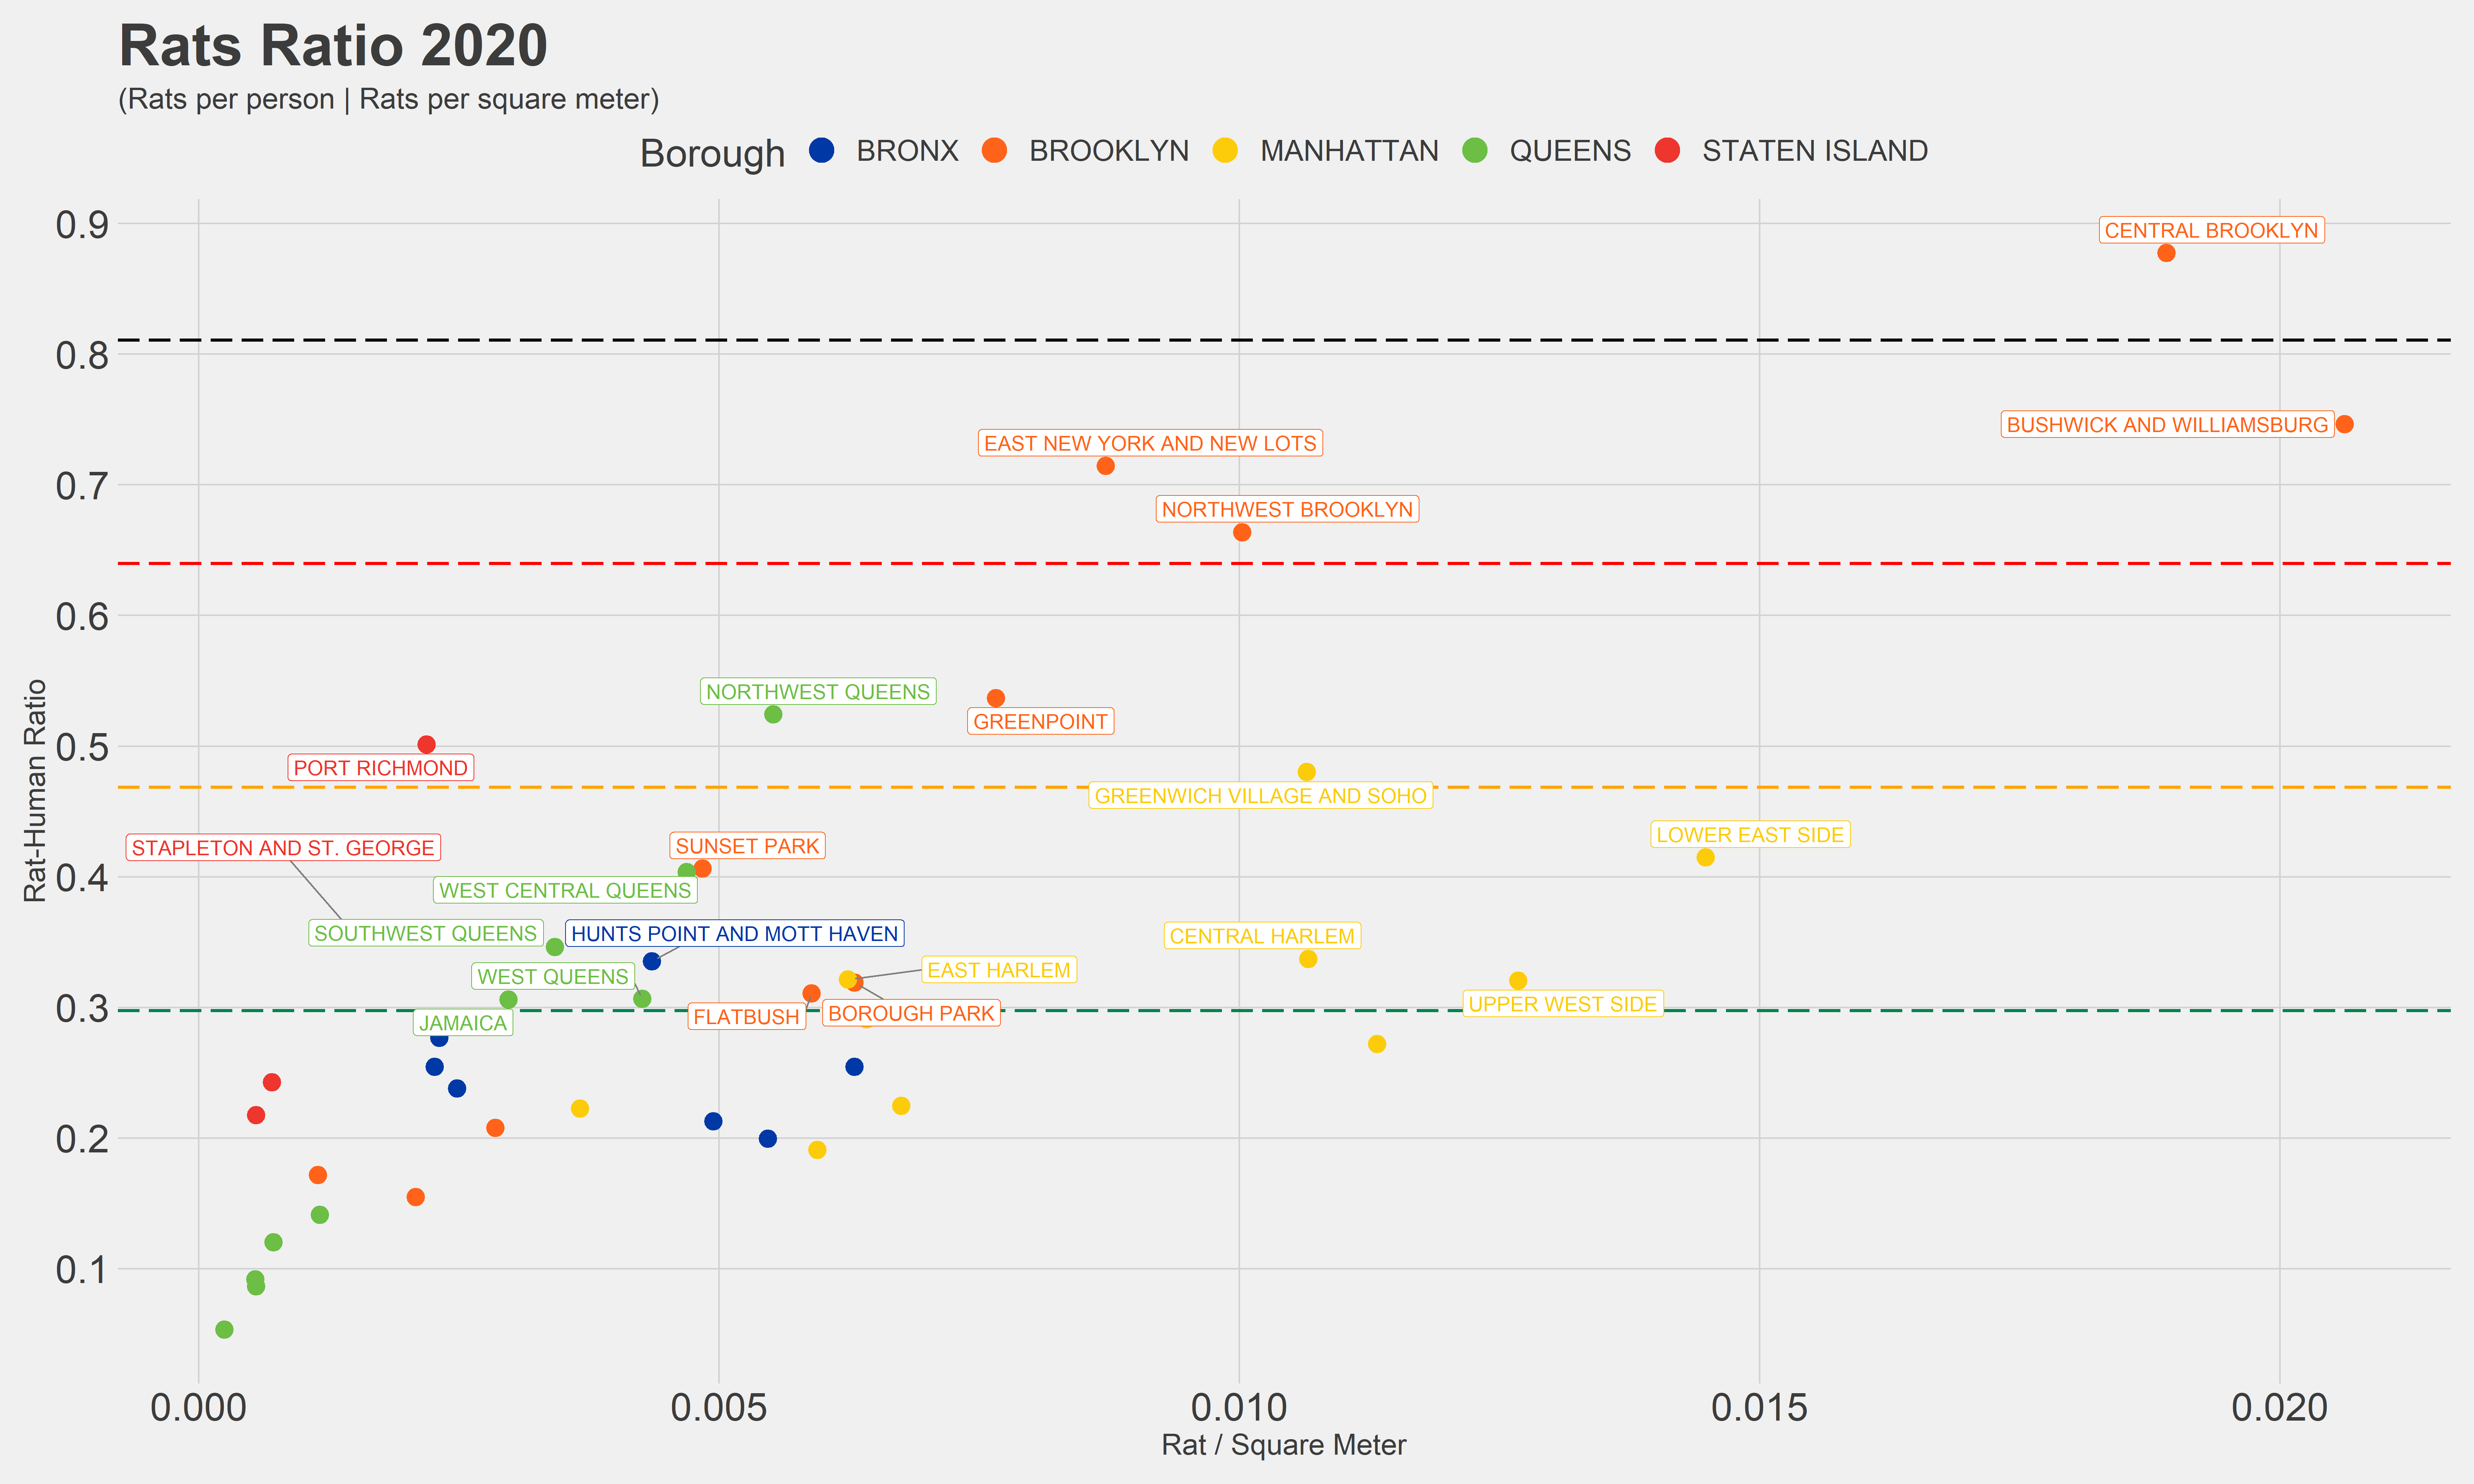 Rats Ratio 2020
(Rats per person | Rats per square meter)
Borough BRONX BROOKLYN MANHATTAN QUEENS STATEN ISLAND
0.9
CENTRAL BROOKLYN
0.8
BUSHWICK AND WILLIAMSBURG
EAST NEW YORK AND NEW LOTS
0.7
NORTHWEST BROOKLYN
0.6
NORTHWEST QUEENS
GREENPOINT
0.5
PORT RICHMOND
GREENWICH VILLAGE AND SOHO
LOWER EAST SIDE
STAPLETON AND ST. GEORGE
SUNSET PARK
0.4
WEST CENTRAL QUEENS
SOUTHWEST QUEENS
HUNTS POINT AND MOTT HAVEN
CENTRAL HARLEM
EAST HARLEM
WEST QUEENS
0.3
UPPER WEST SIDE
BOROUGH PARK
FLATBUSH
JAMAICA
0.2
0.1
Rat-Human Ratio
0.000 0.005 0.010 0.015 0.020
Rat / Square Meter